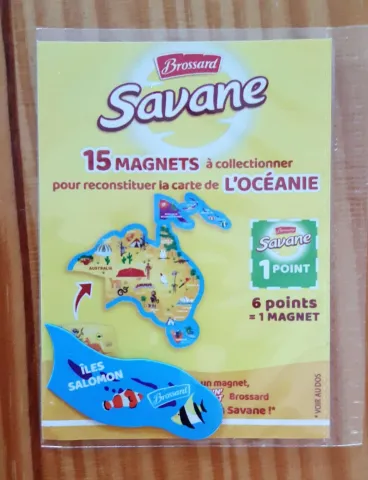 Brossard
Savane
15 MAGNETS à collectionner
pour reconstituer la carte de L'OCÉANIE
AUSTRALIA
Brossard
Savane
1 POINT
6 points
= 1 MAGNET
ÎLES
SALOMON
Brossard
un magnet,
Brossard
Savane !*
* VOIR AU DOS